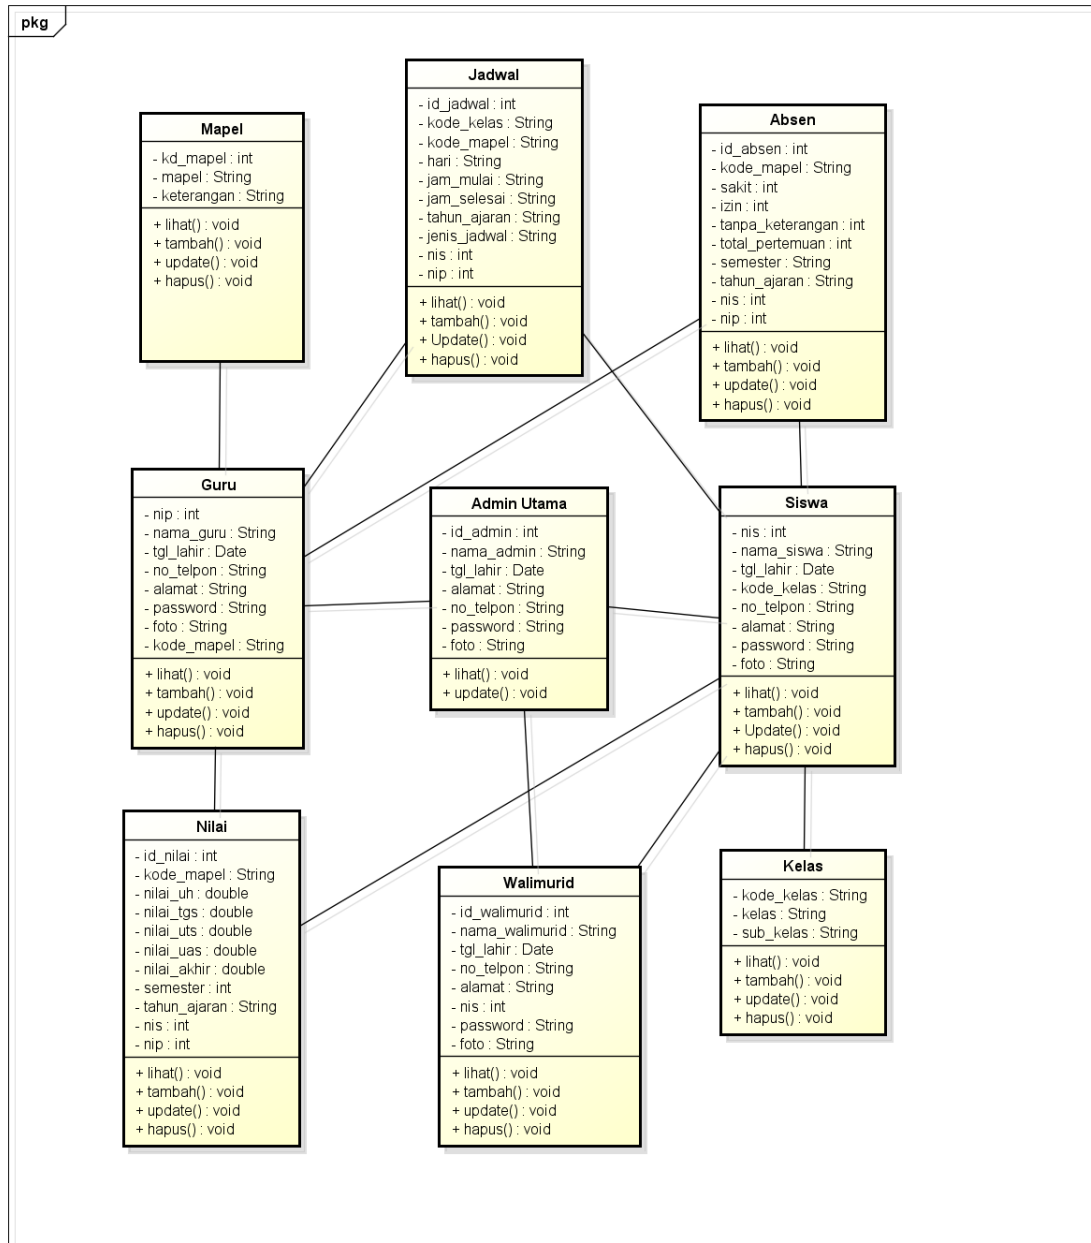 pkg
Jadwal
- id_jadwal : int
- kode_kelas : String
- kode_mapel : String
- hari : String
- jam_mulai : String
- jam_selesai : String
- tahun_ajaran : String
- jenis_jadwal : String
- nis : int
- nip : int
+ lihat() : void
+ tambah() : void
+ Update() : void
+ hapus() : void
Mapel
- kd_mapel : int
- mapel : String
- keterangan : String
+ lihat() : void
+ tambah() : void
+ update() : void
+ hapus() : void
Absen
- id_absen : int
- kode_mapel : String
- sakit : int
- izin : int
- tanpa_keterangan : int
- total_pertemuan : int
- semester : String
- tahun_ajaran : String
- nis : int
- nip : int
+ lihat() : void
+ tambah() : void
+ update() : void
+ hapus() : void
Guru
- nip : int
- nama_guru : String
- tgl_lahir : Date
- no_telpon : String
- alamat : String
- password : String
- foto : String
- kode_mapel : String
+ lihat() : void
+ tambah() : void
+ update() : void
+ hapus() : void
Admin Utama
- id_admin : int
- nama_admin : String
- tgl_lahir : Date
- alamat : String
- no_telpon : String
- password : String
- foto : String
+ lihat() : void
+ update() : void
Siswa
- nis : int
- nama_siswa : String
- tgl_lahir : Date
- kode_kelas : String
- no_telpon : String
- alamat : String
- password : String
- foto : String
+ lihat() : void
+ tambah() : void
+ Update() : void
+ hapus() : void
Nilai
- id_nilai : int
- kode_mapel : String
- nilai_uh : double
- nilai_tgs : double
- nilai_uts : double
- nilai_uas : double
- nilai_akhir : double
- semester : int
- tahun_ajaran : String
- nis : int
- nip : int
+ lihat() : void
+ tambah() : void
+ update() : void
+ hapus() : void
Walimurid
- id_walimurid : int
- nama_walimurid : String
- tgl_lahir : Date
- no_telpon : String
- alamat : String
- nis : int
- password : String
- foto : String
+ lihat() : void
+ tambah() : void
+ update() : void
+ hapus() : void
Kelas
- kode_kelas : String
- kelas : String
- sub_kelas : String
+ lihat() : void
+ tambah() : void
+ update() : void
+ hapus() : void